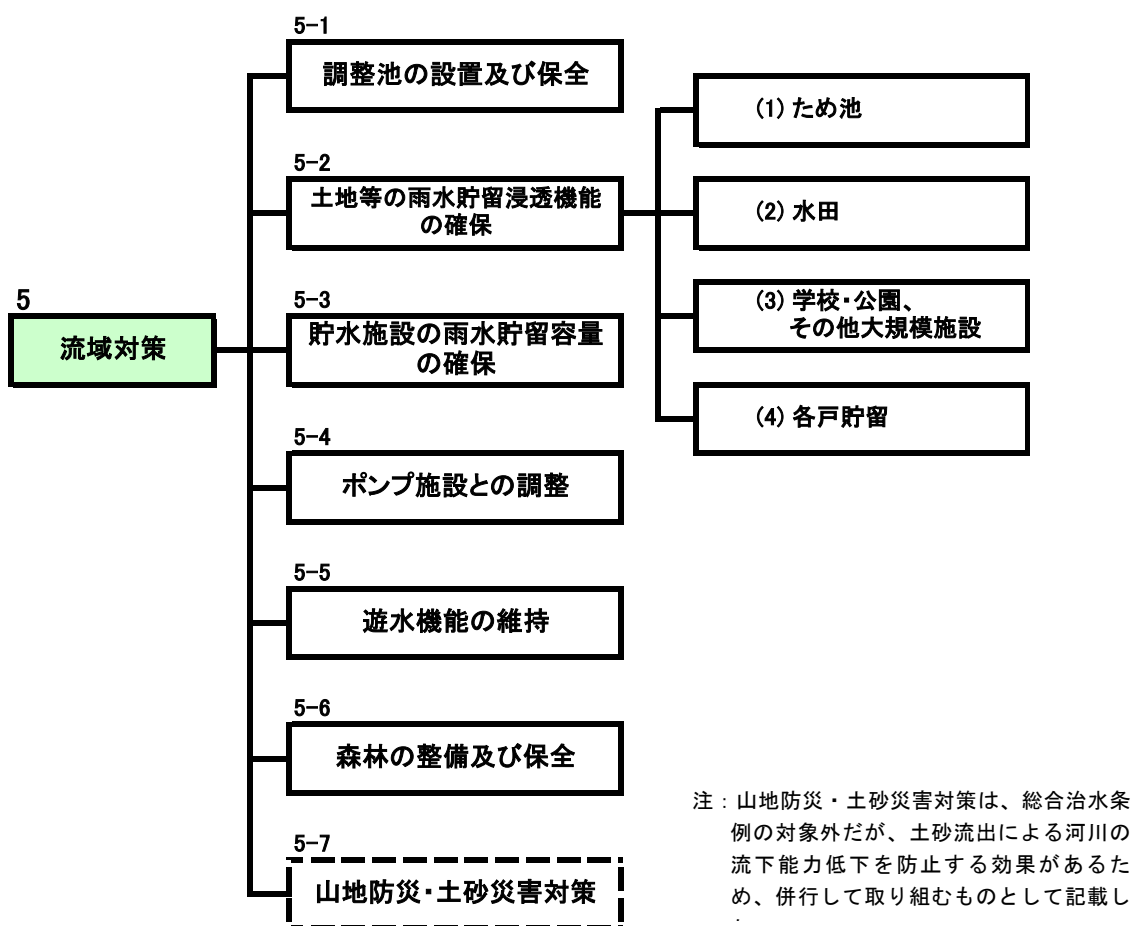 5-1
調整池の設置及び保全
5-2
土地等の雨水貯留浸透機能
の確保
(1) ため池
(2) 水田
(3) 学校・公園、
その他大規模施設
(4) 各戸貯留
5
流域対策
5-3
貯水施設の雨水貯留容量
の確保
5-4
ポンプ施設との調整
5-5
遊水機能の維持
5-6
森林の整備及び保全
5-7
山地防災・土砂災害対策
注：山地防災・土砂災害対策は、総合治水条
例の対象外だが、土砂流出による河川の
流下能力低下を防止する効果があるた
め、併行して取り組むものとして記載し